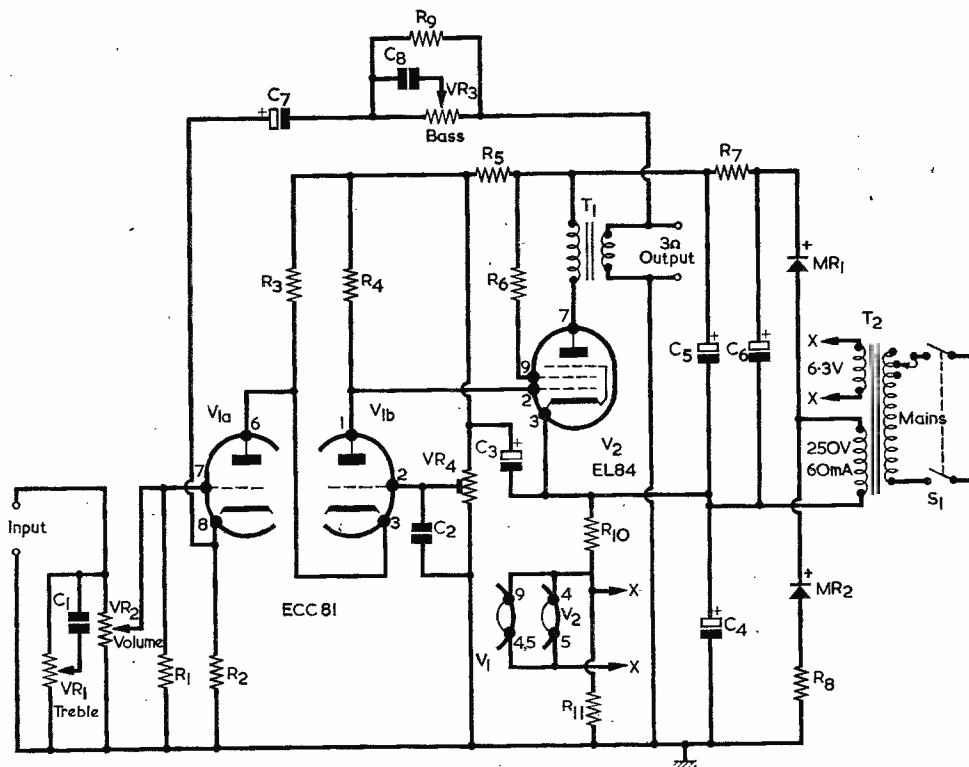 R9
C8
VR3
C7
Bass
R5
R7
T1
3Ω
Output
MR1
R3
R4
R6
7
T2
C5
C6
X
6·3V
X
9
2
3
V1a
6
1
V1b
C3
V2
EL84
Mains
250V
60mA
7
2
VR4
S1
Input
8
3
C2
R10
ECC81
C1
VR2
Volume
9
4
V2
X
MR2
4,5
5
C4
V1
X
VR1
Treble
R1
R2
R11
R8